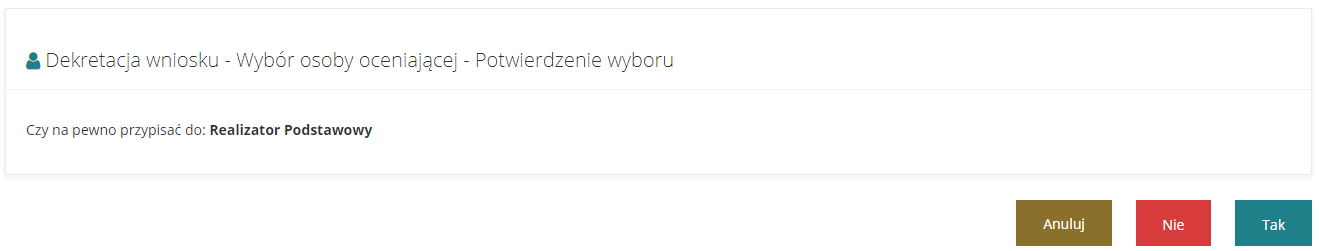 Dekretacja wniosku - Wybór osoby oceniającej - Potwierdzenie wyboru
Czy na pewno przypisać do: Realizator Podstawowy
Anuluj Nie Tak